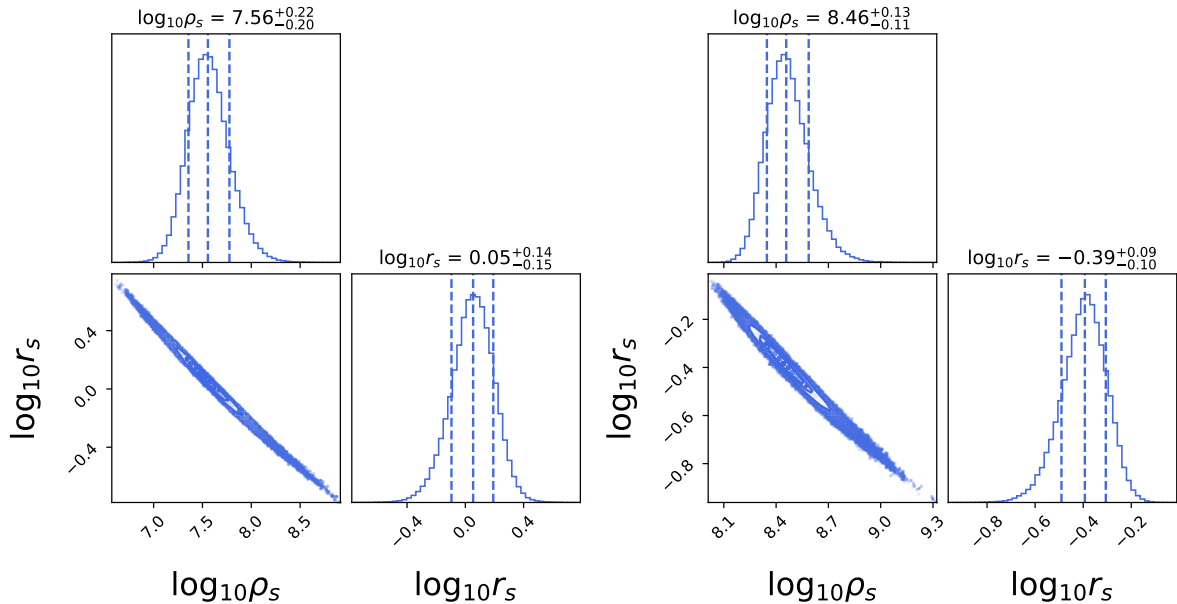 log₁₀ρₛ = 7.56⁺⁰·²²₋₀.₂₀
log₁₀rₛ = 0.05⁺⁰·¹⁴₋₀.₁₅
log₁₀rₛ
0.4
0.0
−0.4
7.0 7.5 8.0 8.5
log₁₀ρₛ
−0.4 0.0 0.4
log₁₀rₛ
log₁₀ρₛ = 8.46⁺⁰·¹³₋₀.₁₁
log₁₀rₛ = −0.39⁺⁰·⁰⁹₋₀.₁₀
log₁₀rₛ
−0.2
−0.4
−0.6
−0.8
8.1 8.4 8.7 9.0 9.3
log₁₀ρₛ
−0.8 −0.6 −0.4 −0.2
log₁₀rₛ